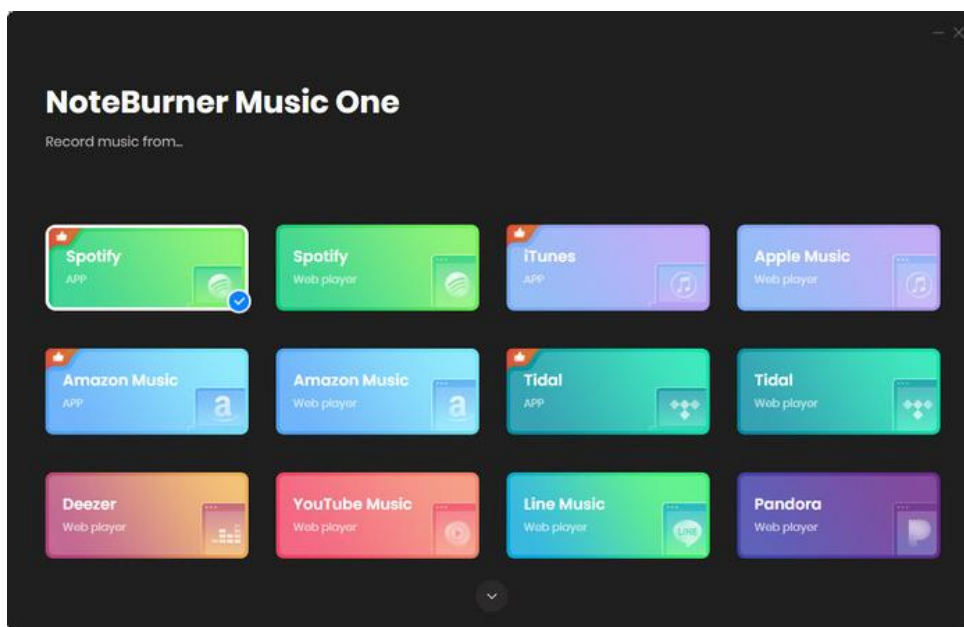 NoteBurner Music One
Record music from...
Spotify
APP
Spotify
Web player
iTunes
APP
Apple Music
Web player
Amazon Music
APP
a
Amazon Music
Web player
a
Tidal
APP
Tidal
Web player
Deezer
Web player
YouTube Music
Web player
Line Music
Web player
LINE
Pandora
Web player
P